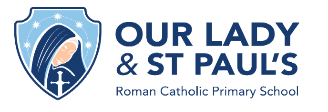 OUR LADY
& ST PAUL'S
Roman Catholic Primary School